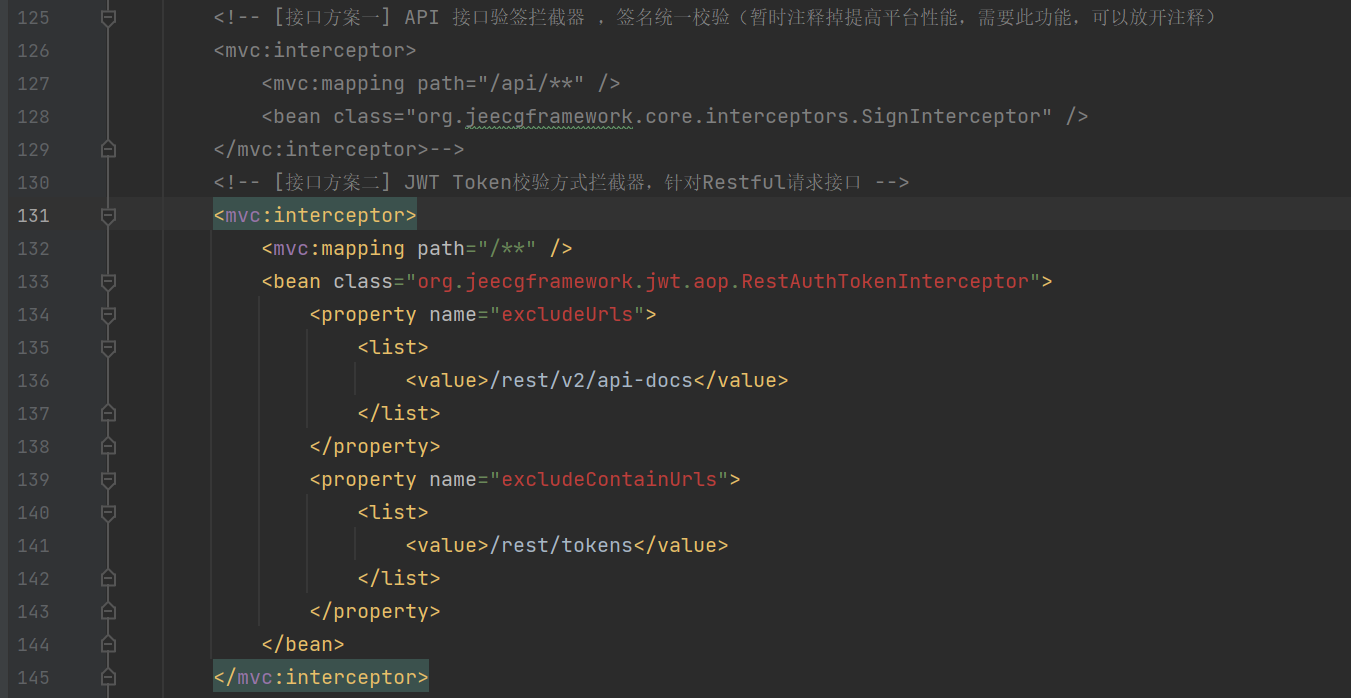 125 <!-- [接口方案一] API 接口验签拦截器 ，签名统一校验（暂时注释掉提高平台性能，需要此功能，可以放开注释）
126 <mvc:interceptor>
127     <mvc:mapping path="/api/**" />
128     <bean class="org.jeecgframework.core.interceptors.SignInterceptor" />
129 </mvc:interceptor>-->
130 <!-- [接口方案二] JWT Token校验方式拦截器，针对Restful请求接口 -->
131 <mvc:interceptor>
132     <mvc:mapping path="/**" />
133     <bean class="org.jeecgframework.jwt.aop.RestAuthTokenInterceptor">
134         <property name="excludeUrls">
135             <list>
136                 <value>/rest/v2/api-docs</value>
137             </list>
138         </property>
139         <property name="excludeContainUrls">
140             <list>
141                 <value>/rest/tokens</value>
142             </list>
143         </property>
144     </bean>
145 </mvc:interceptor>